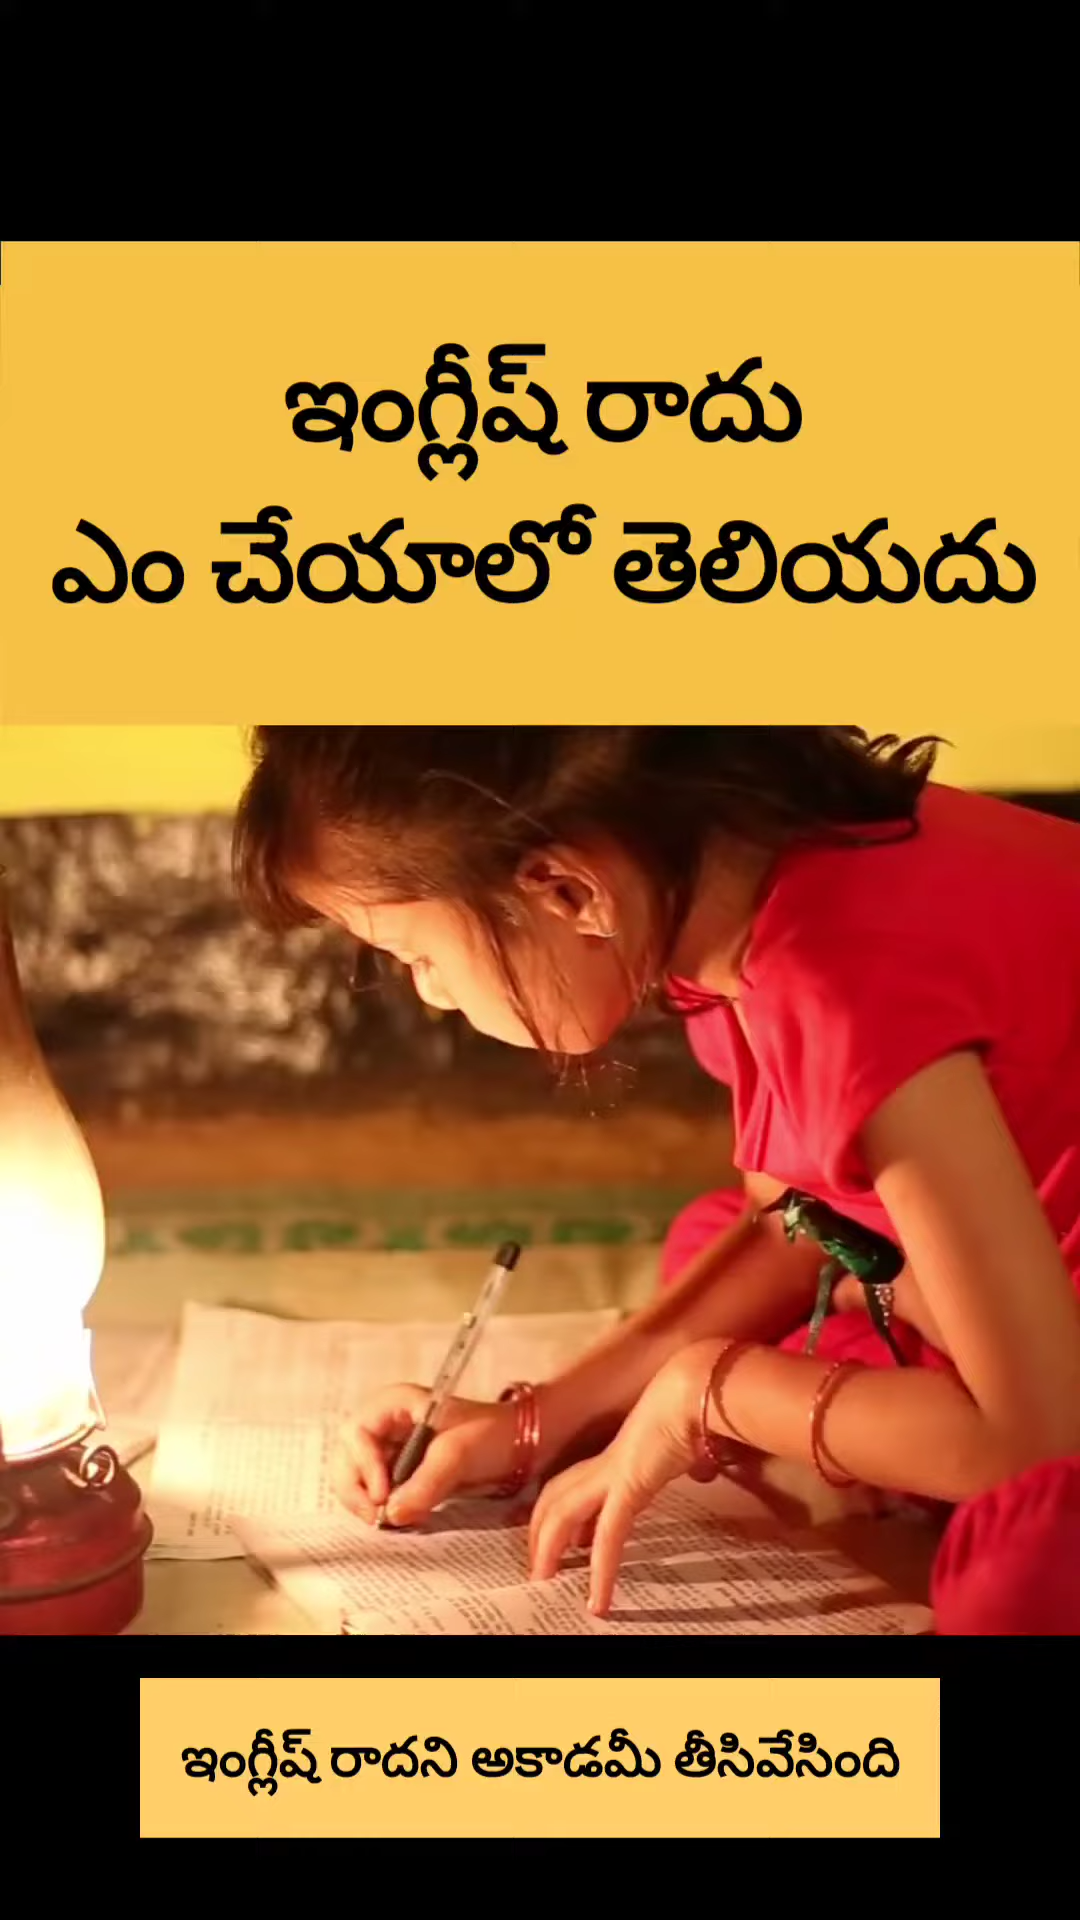 ఇంగ్లీష్ రాదు
ఎం చేయాలో తెలియదు
ఇంగ్లీష్ రాదని అకాడమీ తీసివేసింది